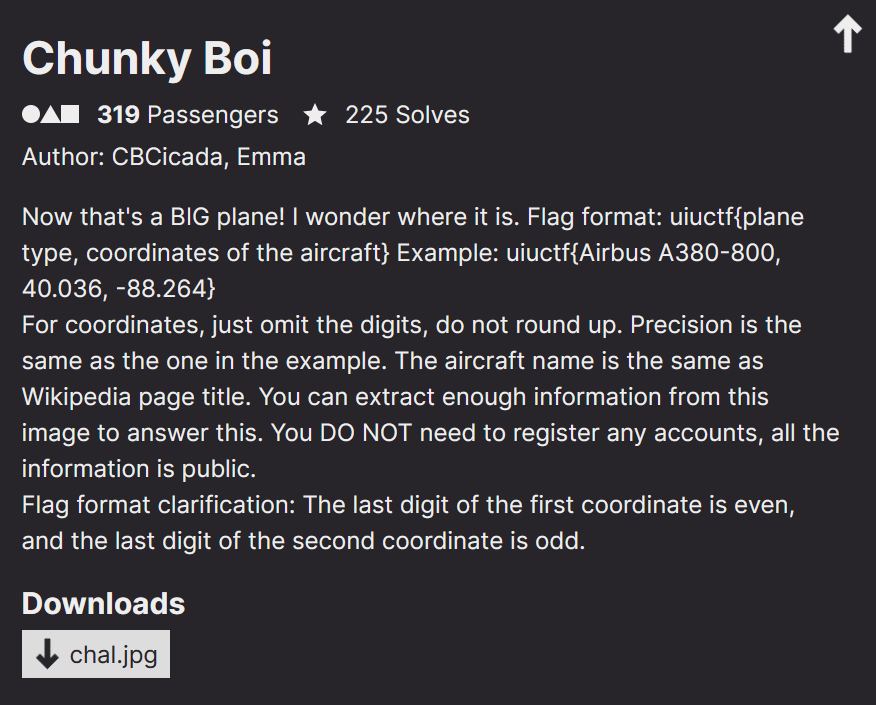 Chunky Boi
319 Passengers ★ 225 Solves
Author: CBCicada, Emma
Now that's a BIG plane! I wonder where it is. Flag format: uiuctf{plane
type, coordinates of the aircraft} Example: uiuctf{Airbus A380-800,
40.036, -88.264}
For coordinates, just omit the digits, do not round up. Precision is the
same as the one in the example. The aircraft name is the same as
Wikipedia page title. You can extract enough information from this
image to answer this. You DO NOT need to register any accounts, all the
information is public.
Flag format clarification: The last digit of the first coordinate is even,
and the last digit of the second coordinate is odd.
Downloads
chal.jpg